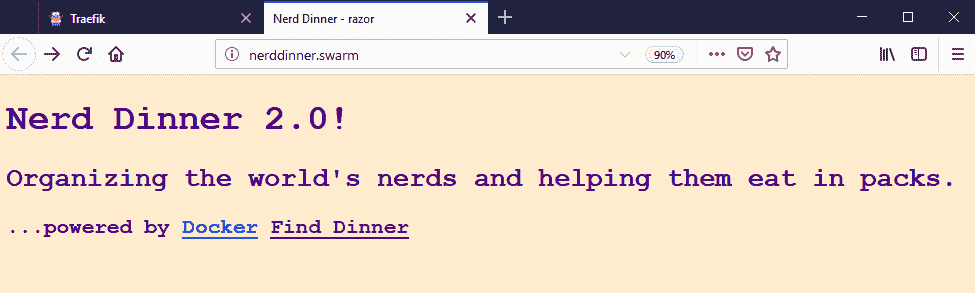 Traefik
Nerd Dinner - razor
nerddinner.swarm
90%
Nerd Dinner 2.0!
Organizing the world's nerds and helping them eat in packs.
...powered by Docker Find Dinner